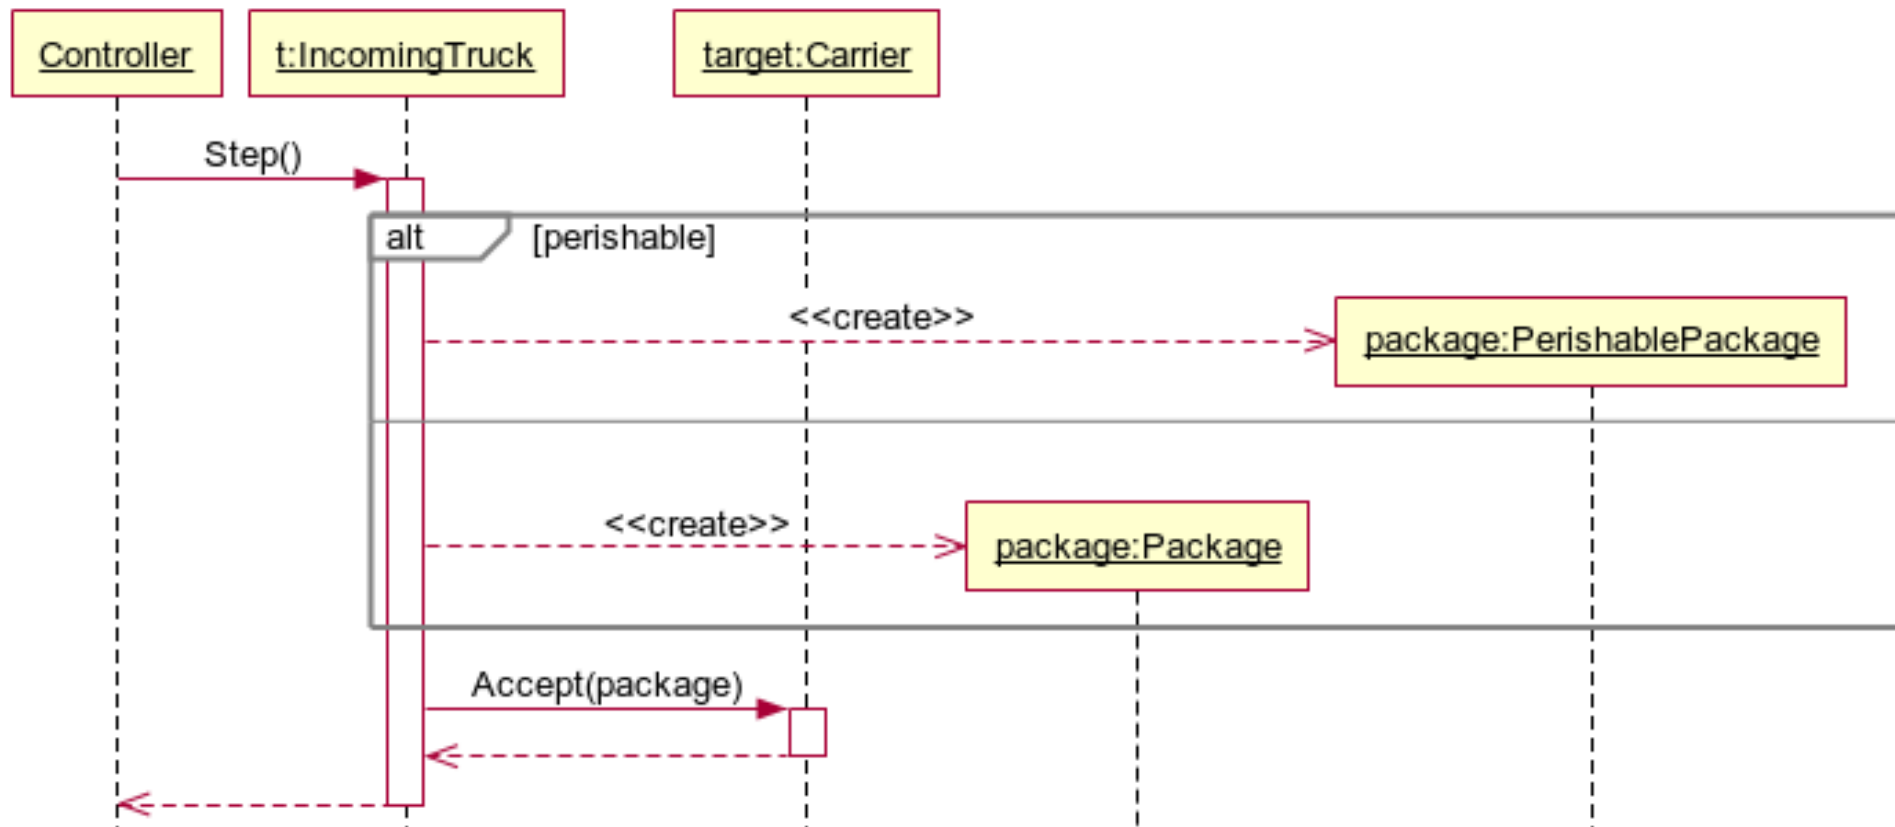 Controller
t:IncomingTruck
target:Carrier
Step()
alt
[perishable]
<<create>>
package:PerishablePackage
<<create>>
package:Package
Accept(package)